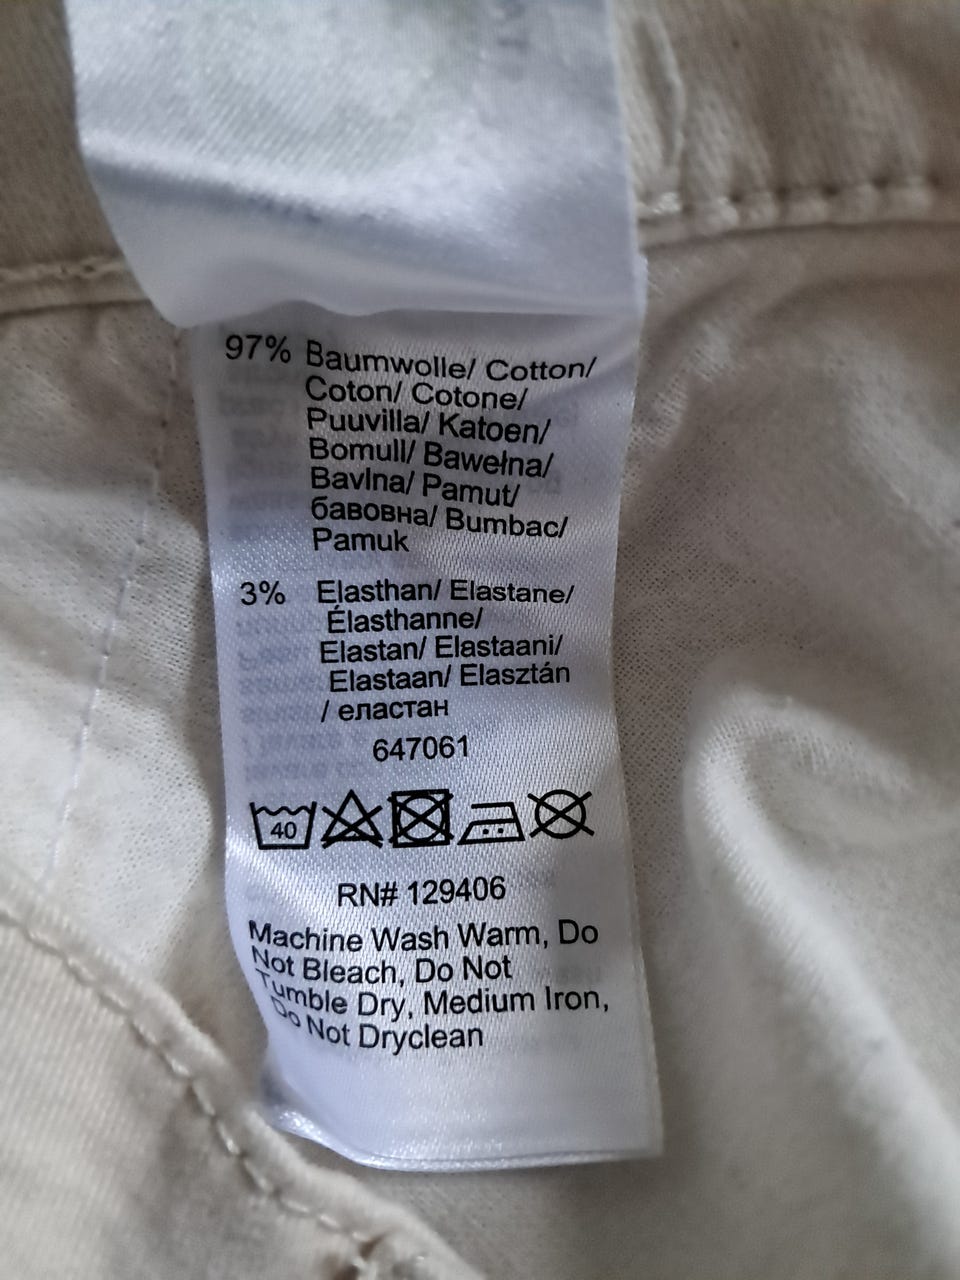 97% Baumwolle/ Cotton/
Coton/ Cotone/
Puuvilla/ Katoen/
Bomull/ Bawełna/
Bavlna/ Pamut/
бавовна/ Bumbac/
Pamuk
3% Elasthan/ Elastane/
Élasthanne/
Elastan/ Elastaani/
Elastaan/ Elasztán
/ еластан
647061
40
RN# 129406
Machine Wash Warm, Do
Not Bleach, Do Not
Tumble Dry, Medium Iron,
Do Not Dryclean